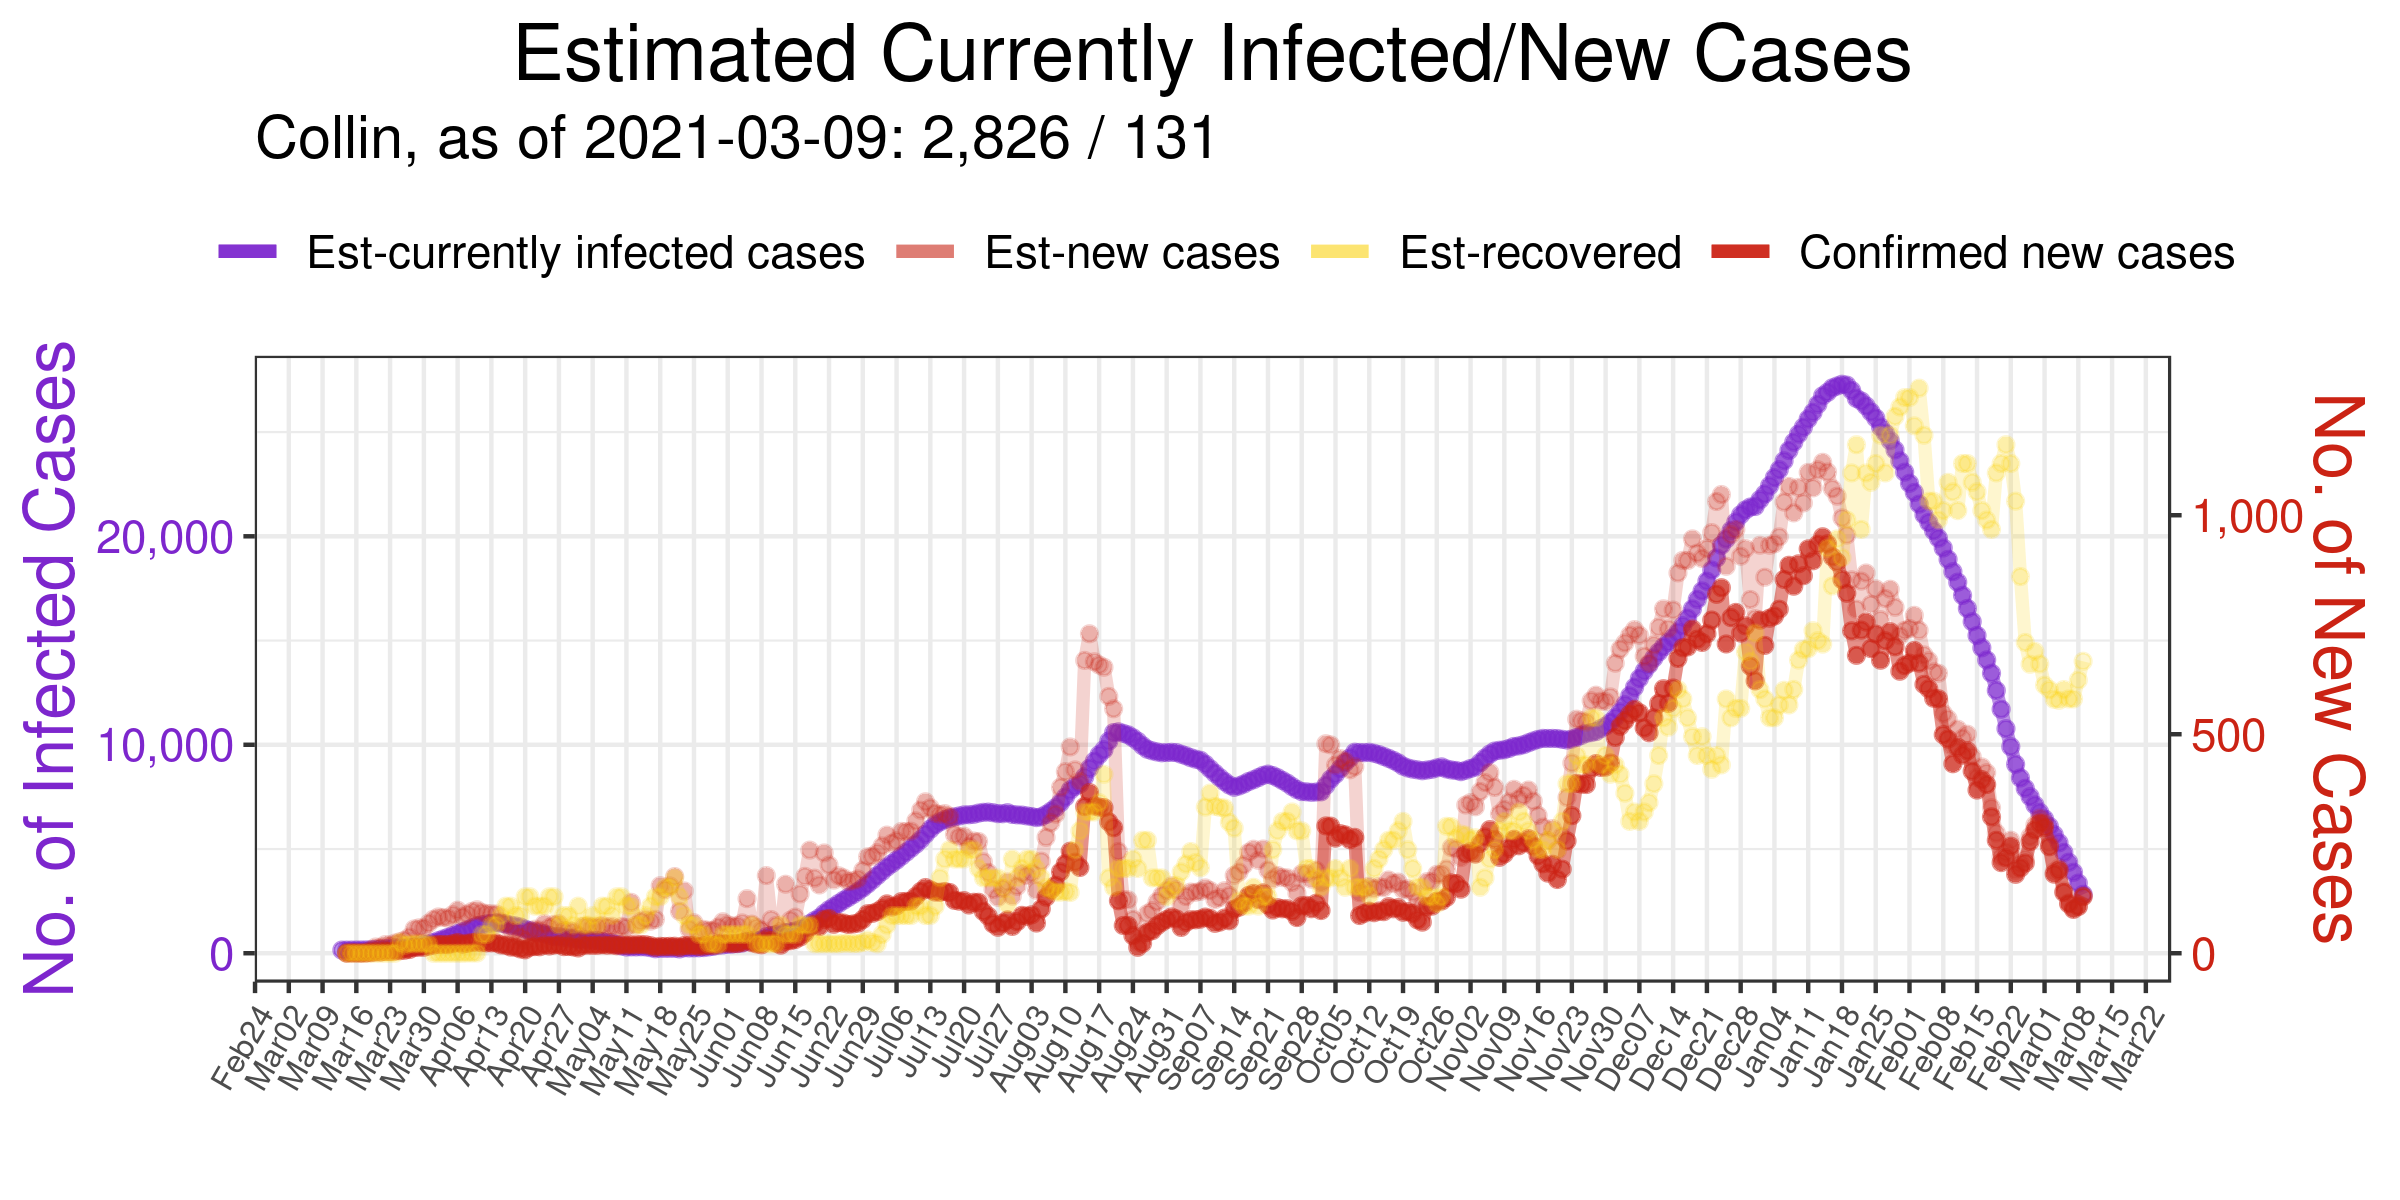 Estimated Currently Infected/New Cases
Collin, as of 2021-03-09: 2,826 / 131
Est-currently infected cases
Est-new cases
Est-recovered
Confirmed new cases
No. of Infected Cases
20,000
10,000
0
1,000
500
0
No. of New Cases
Feb24
Mar02
Mar09
Mar16
Mar23
Mar30
Apr06
Apr13
Apr20
Apr27
May04
May11
May18
May25
Jun01
Jun08
Jun15
Jun22
Jun29
Jul06
Jul13
Jul20
Jul27
Aug03
Aug10
Aug17
Aug24
Aug31
Sep07
Sep14
Sep21
Sep28
Oct05
Oct12
Oct19
Oct26
Nov02
Nov09
Nov16
Nov23
Nov30
Dec07
Dec14
Dec21
Dec28
Jan04
Jan11
Jan18
Jan25
Feb01
Feb08
Feb15
Feb22
Mar01
Mar08
Mar15
Mar22